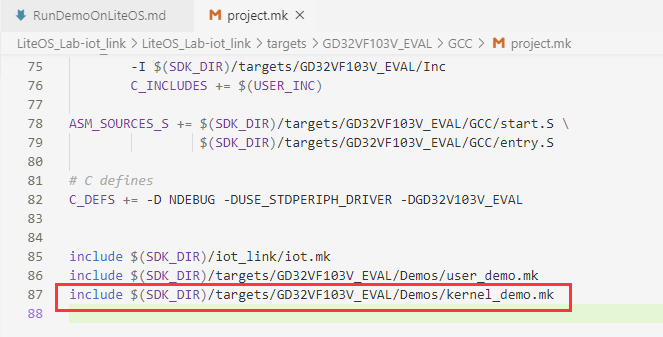 RunDemoOnLiteOS.md
project.mk
LiteOS_Lab-iot_link > LiteOS_Lab-iot_link > targets > GD32VF103V_EVAL > GCC > project.mk
75 -I $(SDK_DIR)/targets/GD32VF103V_EVAL/Inc
76 C_INCLUDES += $(USER_INC)
77
78 ASM_SOURCES_S += $(SDK_DIR)/targets/GD32VF103V_EVAL/GCC/start.S \
79 $(SDK_DIR)/targets/GD32VF103V_EVAL/GCC/entry.S
80
81 # C defines
82 C_DEFS += -D NDEBUG -DUSE_STDPERIPH_DRIVER -DGD32V103V_EVAL
83
84
85 include $(SDK_DIR)/iot_link/iot.mk
86 include $(SDK_DIR)/targets/GD32VF103V_EVAL/Demos/user_demo.mk
87 include $(SDK_DIR)/targets/GD32VF103V_EVAL/Demos/kernel_demo.mk
88